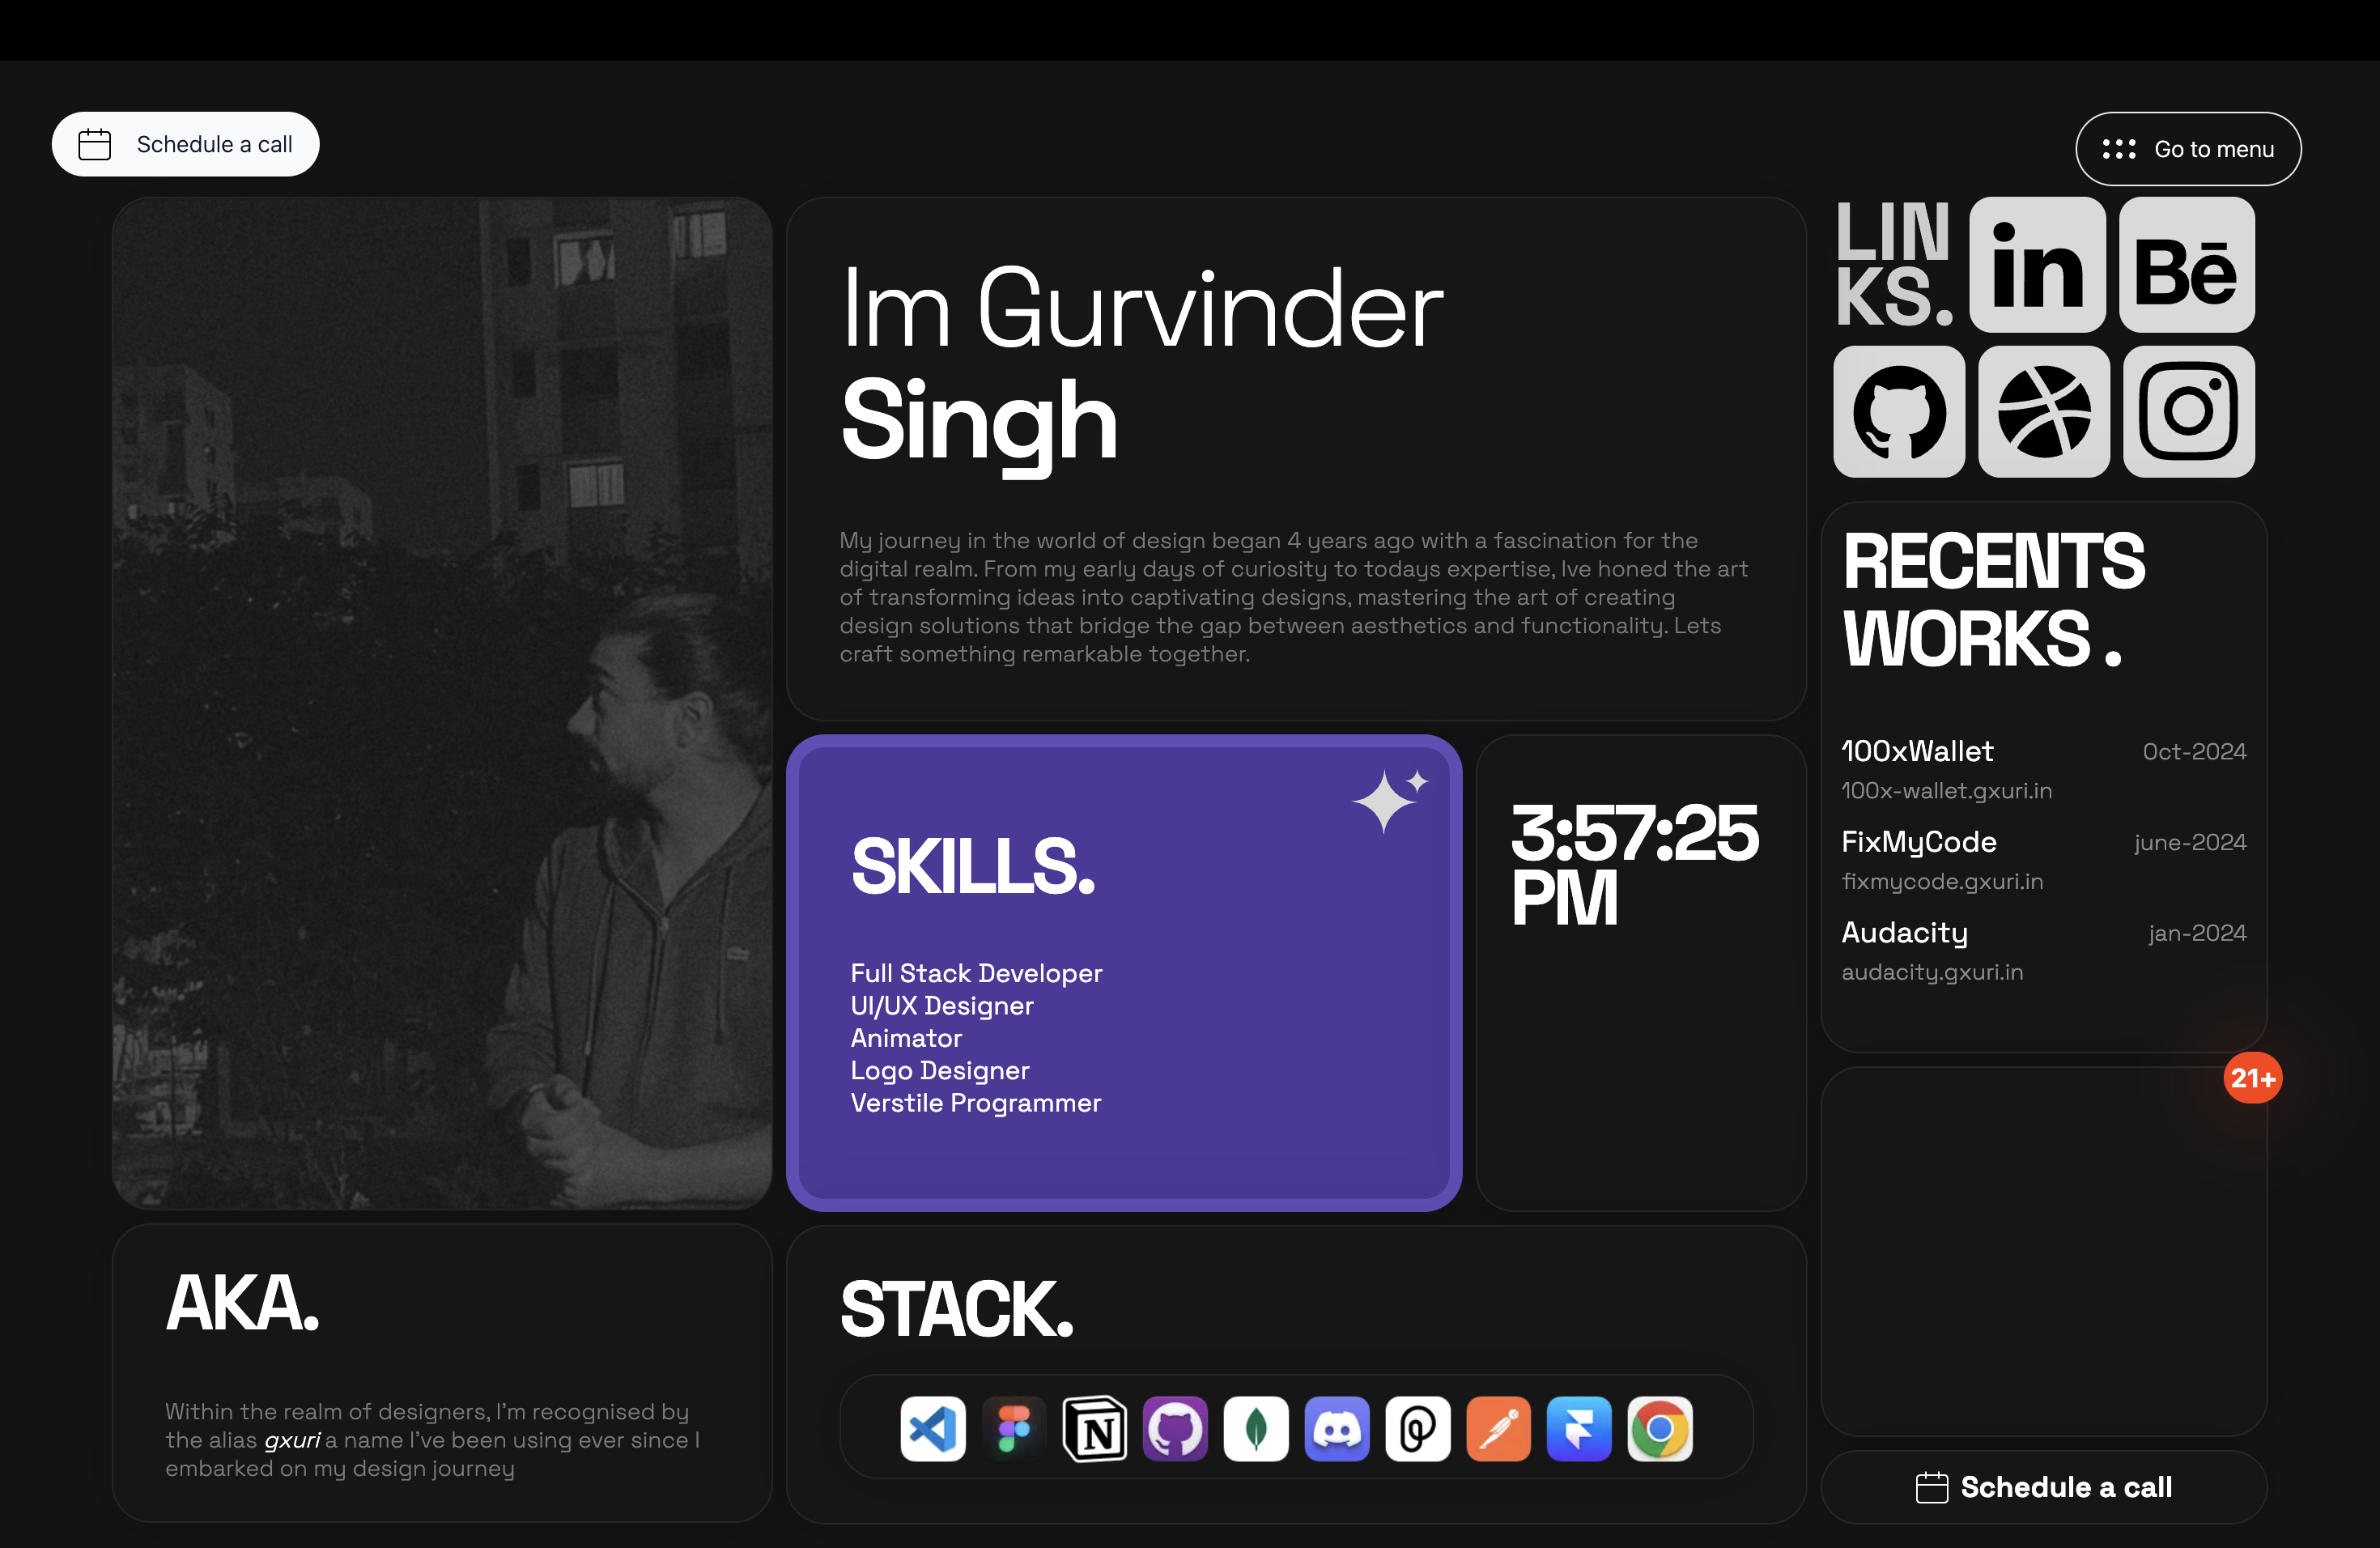 Schedule a call
Go to menu
Im Gurvinder
Singh
My journey in the world of design began 4 years ago with a fascination for the
digital realm. From my early days of curiosity to todays expertise, Ive honed the art
of transforming ideas into captivating designs, mastering the art of creating
design solutions that bridge the gap between aesthetics and functionality. Lets
craft something remarkable together.
LIN
KS.
in
Bē
RECENTS
WORKS .
100xWallet
Oct-2024
100x-wallet.gxuri.in
FixMyCode
june-2024
fixmycode.gxuri.in
Audacity
jan-2024
audacity.gxuri.in
SKILLS.
Full Stack Developer
UI/UX Designer
Animator
Logo Designer
Verstile Programmer
3:57:25
PM
21+
AKA.
Within the realm of designers, I'm recognised by
the alias gxuri a name I've been using ever since I
embarked on my design journey
STACK.
N
Schedule a call